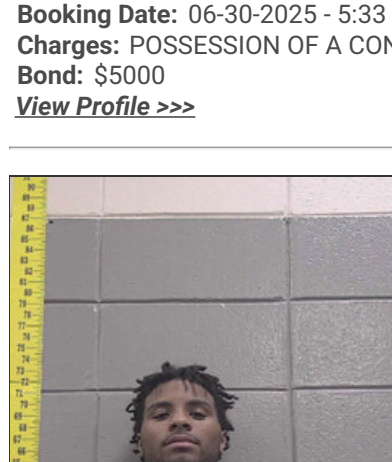 Booking Date: 06-30-2025 - 5:33
Charges: POSSESSION OF A CON
Bond: $5000
View Profile >>>